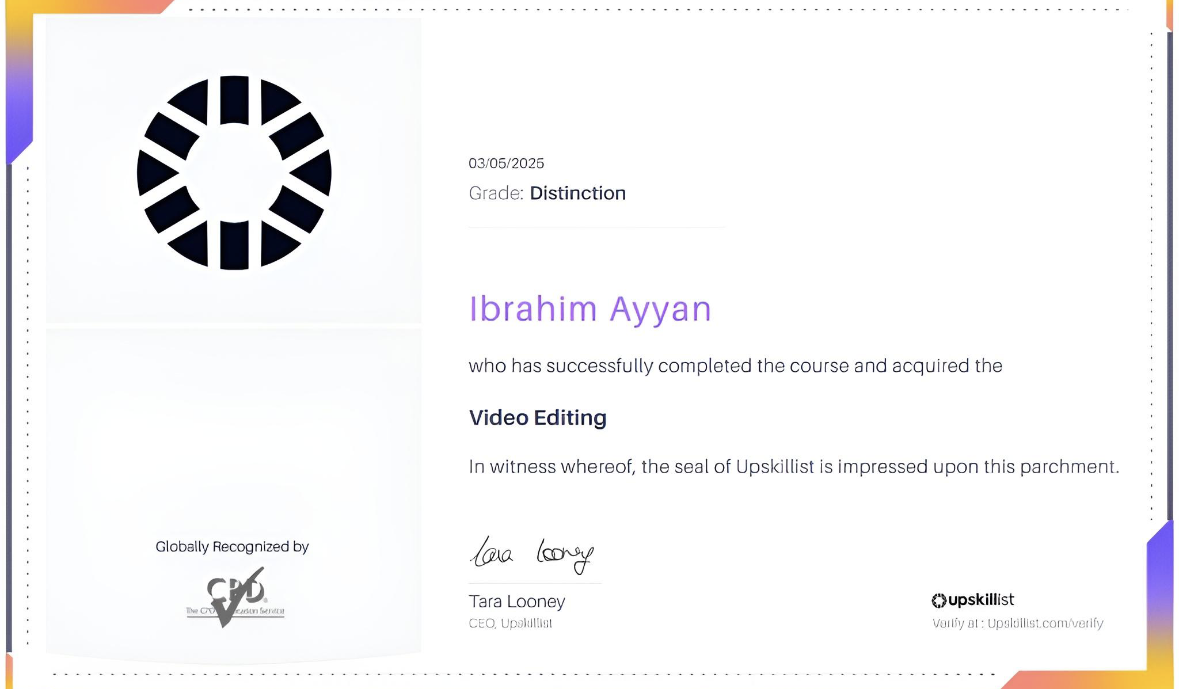 03/05/2025
Grade: Distinction
Ibrahim Ayyan
who has successfully completed the course and acquired the
Video Editing
In witness whereof, the seal of Upskillist is impressed upon this parchment.
Globally Recognized by
CPD
The CPD
Service
Tara Looney
Tara Looney
CEO, Upskillist
upskillist
Verify at : Upskillist.com/verify